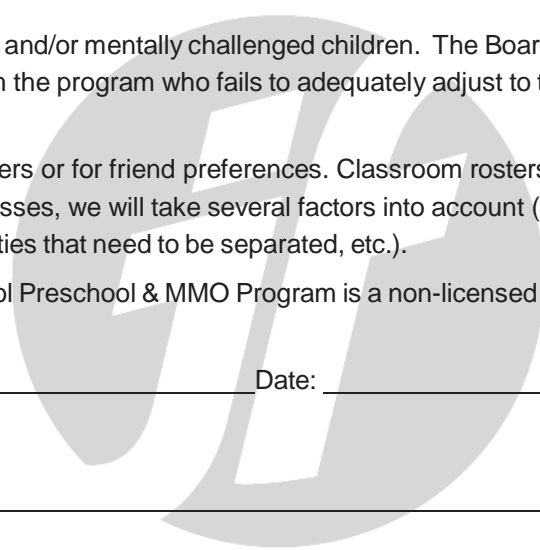 and/or mentally challenged children. The Boar
the program who fails to adequately adjust to
ers or for friend preferences. Classroom rosters
sses, we will take several factors into account (
ties that need to be separated, etc.).
ol Preschool & MMO Program is a non-licensed
Date: